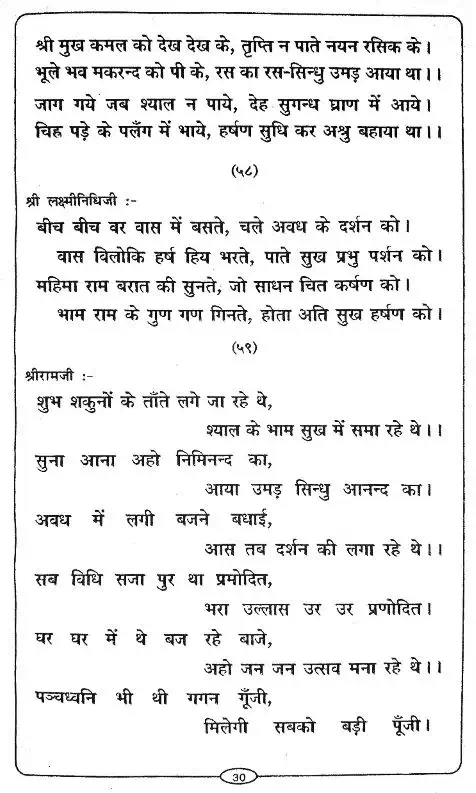 श्री मुख कमल को देख देख के, तृप्ति न पाते नयन रसिक के।
भूले भव मकरन्द को पी के, रस का रस-सिन्धु उमड़ आया था।।
जाग गये जब श्याल न पाये, देह सुगन्ध घ्राण में आये।
चिह्न पड़े के पलँग में भाये, हर्षण सुधि कर अश्रु बहाया था।।
(५८)
श्री लक्ष्मीनिधिजी :-
बीच बीच वर वास में बसते, चले अवध के दर्शन को।
वास विलोकि हर्ष हिय भरते, पाते सुख प्रभु पर्शन को।
महिमा राम बरात की सुनते, जो साधन चित कर्षण को।
भाम राम के गुण गण गिनते, होता अति सुख हर्षण को।
(५९)
श्रीरामजी :-
शुभ शकुनों के ताँते लगे जा रहे थे,
श्याल के भाम सुख में समा रहे थे।।
सुना आना अहो निमिनन्द का,
आया उमड़ सिन्धु आनन्द का।
अवध में लगी बजने बधाई,
आस तब दर्शन की लगा रहे थे।।
सब विधि सजा पुर था प्रमोदित,
भरा उल्लास उर उर प्रणोदित।
घर घर में थे बज रहे बाजे,
अहो जन जन उत्सव मना रहे थे।।
पञ्चध्वनि भी थी गगन गूँजी,
मिलेगी सबको बड़ी पूँजी।
30